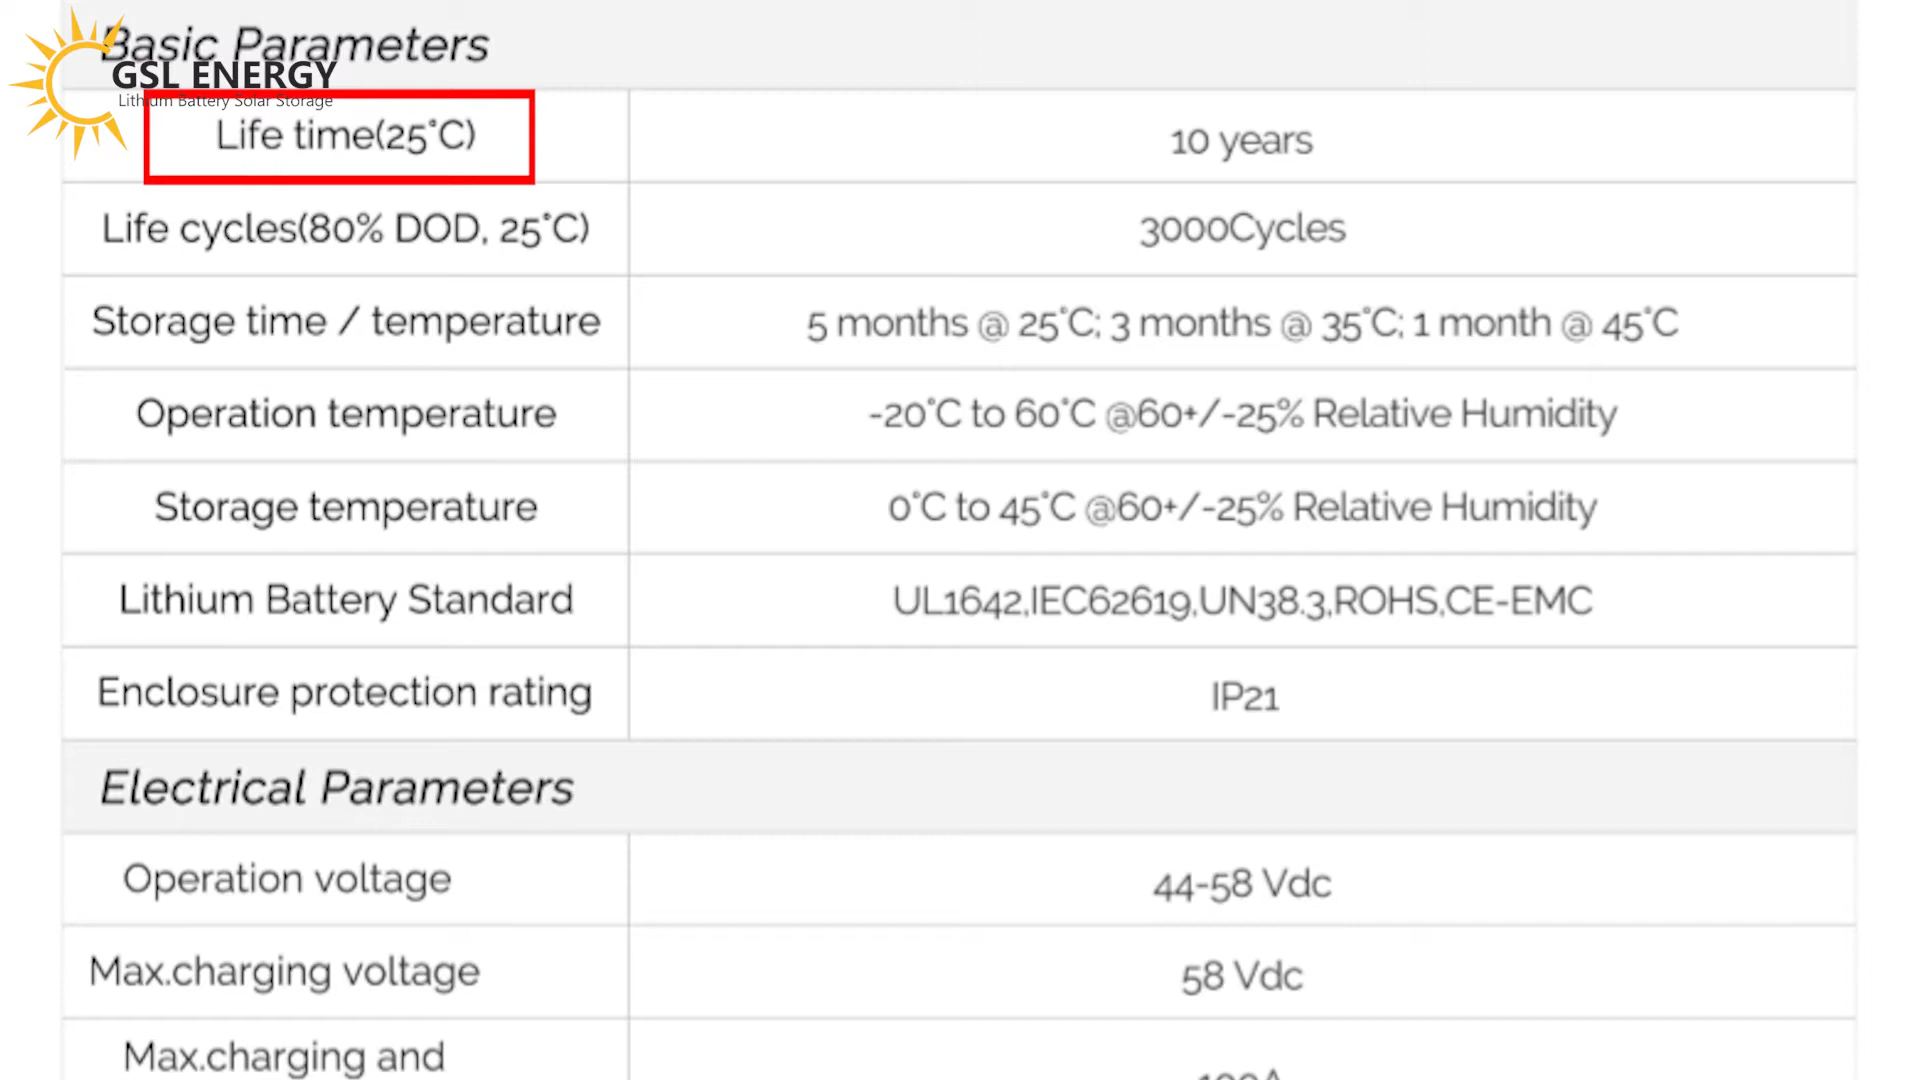 Basic Parameters
GSL ENERGY
Lithium Battery Solar Storage
Life time(25°C) 10 years
Life cycles(80% DOD, 25°C) 3000Cycles
Storage time / temperature 5 months @ 25°C; 3 months @ 35°C; 1 month @ 45°C
Operation temperature -20°C to 60°C @60+/-25% Relative Humidity
Storage temperature 0°C to 45°C @60+/-25% Relative Humidity
Lithium Battery Standard UL1642,IEC62619,UN38.3,ROHS,CE-EMC
Enclosure protection rating IP21
Electrical Parameters
Operation voltage 44-58 Vdc
Max.charging voltage 58 Vdc
Max.charging and